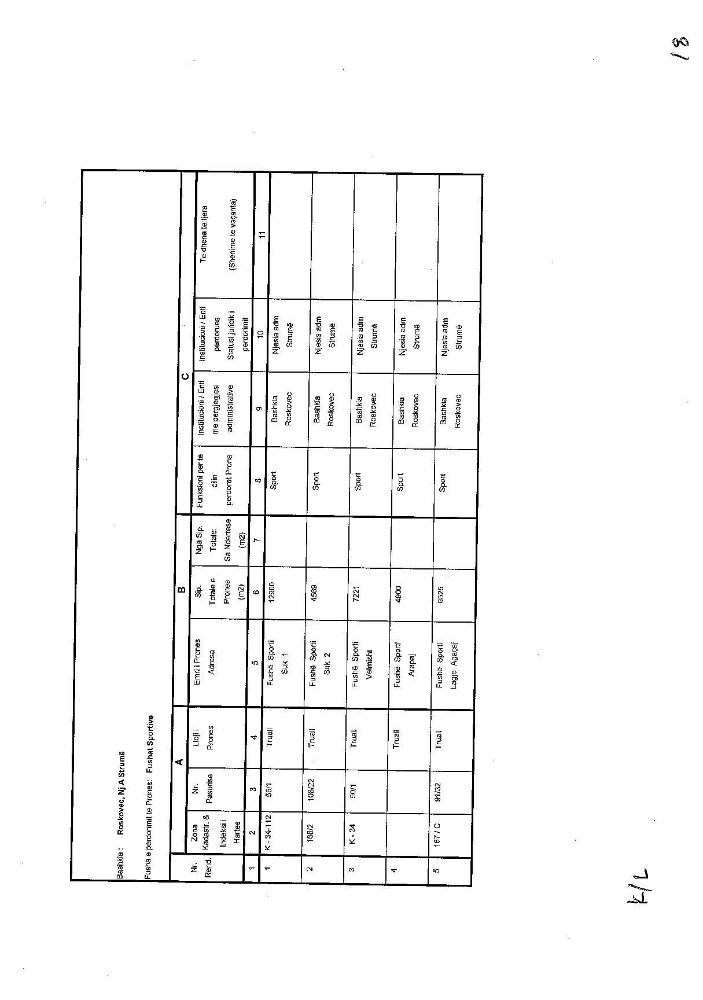 18
Bashkia : Roskovec, Nj A Strumë
Fusha e perdorimit te Prones: Fushat Sportive
A B C
Nr. Rend. Zona Kadastr. & Indeksi i Hartes Nr. Pasurise Lloji i Prones Emri i Prones Adresa Sip. Totale e Prones (m2) Nga Sip. Totale: Sa Ndertese (m2) Funksioni per te cilin perdoret Prona Institucioni / Enti me pergjegjesi administrative Institucioni / Enti perdorues Statusl juridik i perdorimit Te dhena te tjera (Shenime te veçanta)
1 2 3 4 5 6 7 8 9 10 11
1 K - 34-112 56/1 Truall Fushë Sporti Suk 1 12900 Sport Bashkia Roskovec Njesia adm Strumë
2 168/2 108/22 Truall Fushë Sporti Suk 2 4569 Sport Bashkia Roskovec Njesia adm Strumë
3 K - 34 50/1 Truall Fushë Sporti Velmisht 7221 Sport Bashkia Roskovec Njesia adm Strumë
4 Truall Fushë Sporti Arapaj 4900 Sport Bashkia Roskovec Njesia adm Strumë
5 167 / C 91/32 Truall Fushë Sporti Lagje Agaçaj 9525 Sport Bashkia Roskovec Njesia adm Strumë